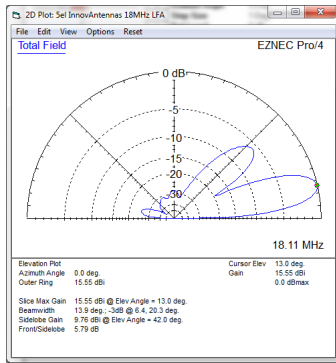 2D Plot: 5el InnovAntennas 18MHz LFA
File Edit View Options Reset
Total Field
EZNEC Pro/4
0 dB
-5
-10
-15
-20
-30
18.11 MHz
Elevation Plot
Azimuth Angle 0.0 deg.
Outer Ring 15.55 dBi
Cursor Elev 13.0 deg.
Gain 15.55 dBi
0.0 dBmax
Slice Max Gain 15.55 dBi @ Elev Angle = 13.0 deg.
Beamwidth 13.9 deg.; -3dB @ 6.4, 20.3 deg.
Sidelobe Gain 9.76 dBi @ Elev Angle = 42.0 deg.
Front/Sidelobe 5.79 dB